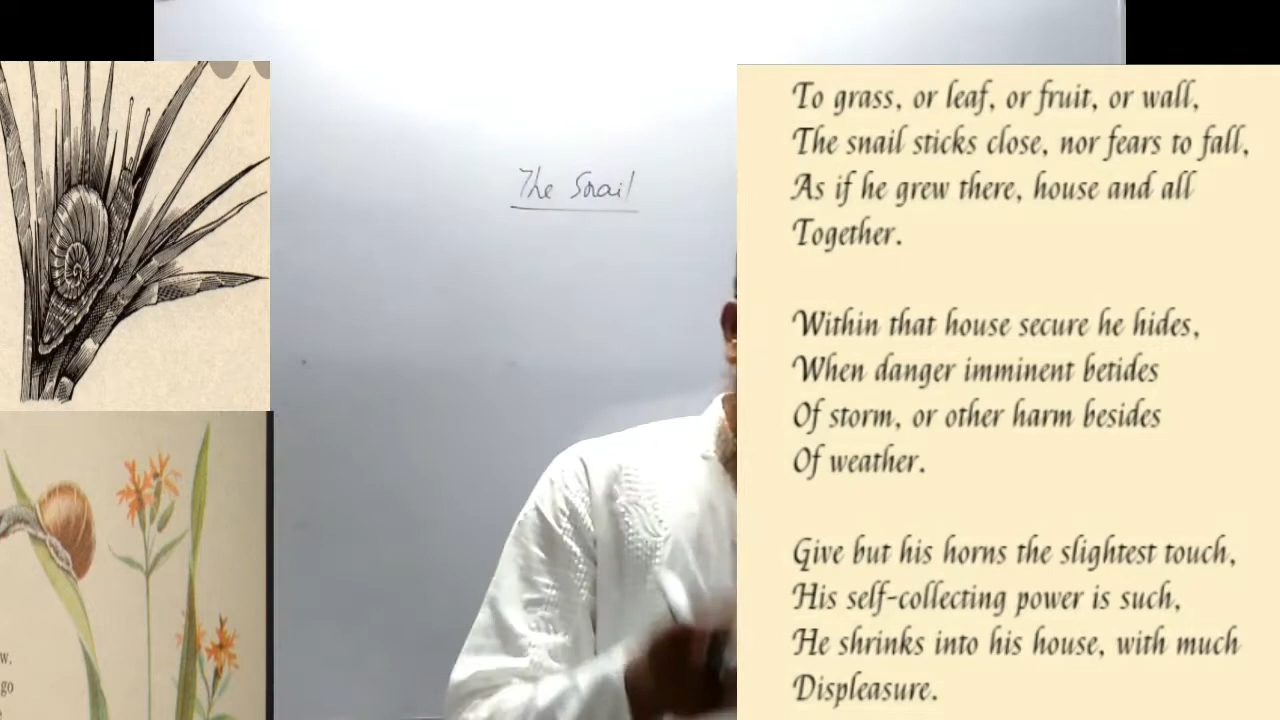 The Snail
To grass, or leaf, or fruit, or wall,
The snail sticks close, nor fears to fall,
As if he grew there, house and all
Together.
Within that house secure he hides,
When danger imminent betides
Of storm, or other harm besides
Of weather.
Give but his horns the slightest touch,
His self-collecting power is such,
He shrinks into his house, with much
Displeasure.
go